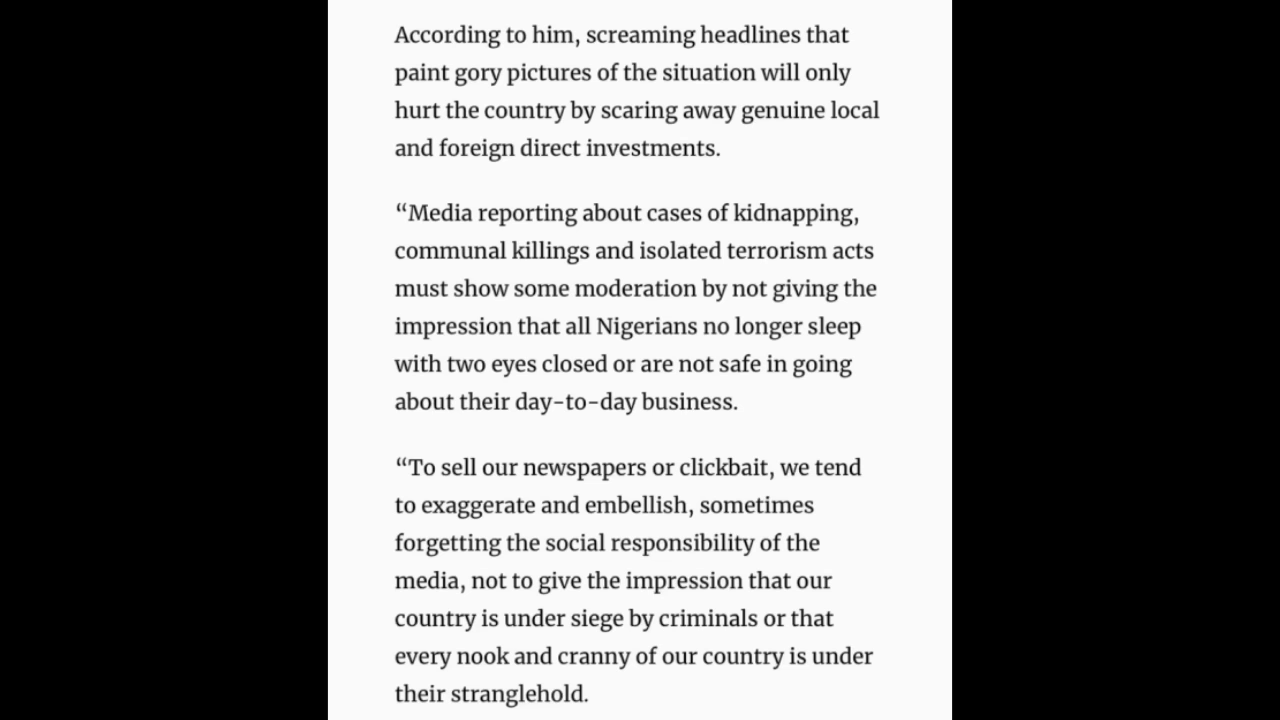 According to him, screaming headlines that
paint gory pictures of the situation will only
hurt the country by scaring away genuine local
and foreign direct investments.
“Media reporting about cases of kidnapping,
communal killings and isolated terrorism acts
must show some moderation by not giving the
impression that all Nigerians no longer sleep
with two eyes closed or are not safe in going
about their day-to-day business.
“To sell our newspapers or clickbait, we tend
to exaggerate and embellish, sometimes
forgetting the social responsibility of the
media, not to give the impression that our
country is under siege by criminals or that
every nook and cranny of our country is under
their stranglehold.